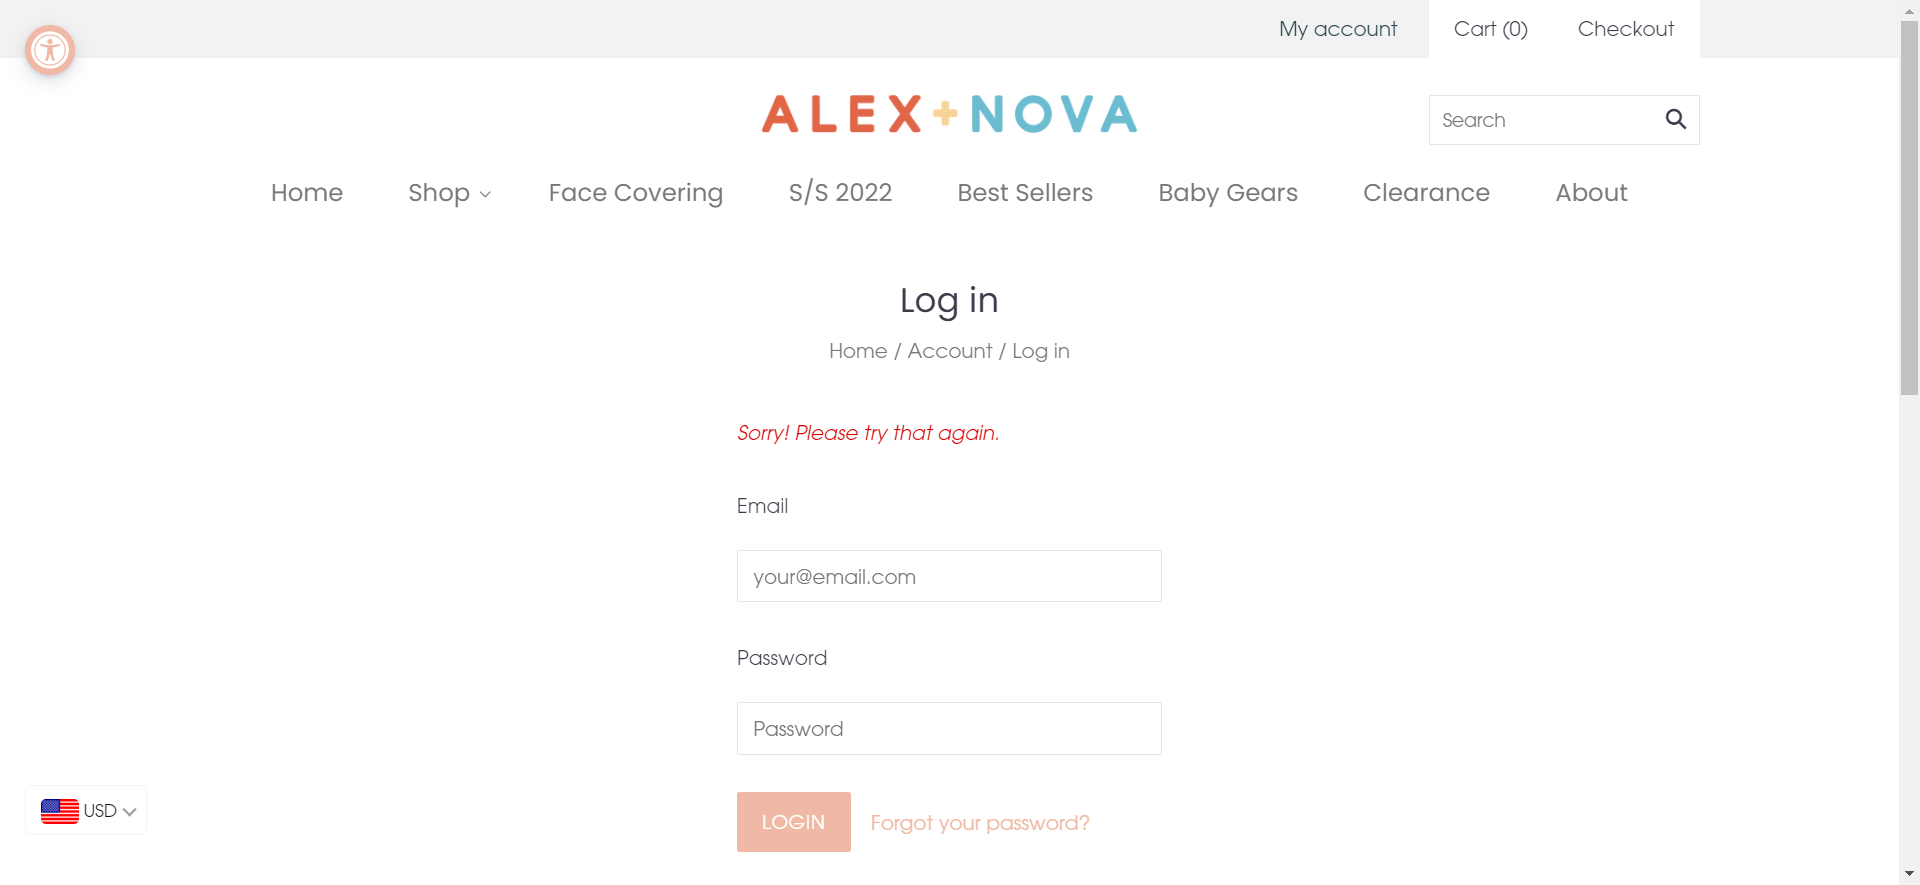 My account
Cart (0)
Checkout
ALEX+NOVA
Search
Home
Shop
Face Covering
S/S 2022
Best Sellers
Baby Gears
Clearance
About
Log in
Home / Account / Log in
Sorry! Please try that again.
Email
your@email.com
Password
Password
LOGIN
Forgot your password?
USD